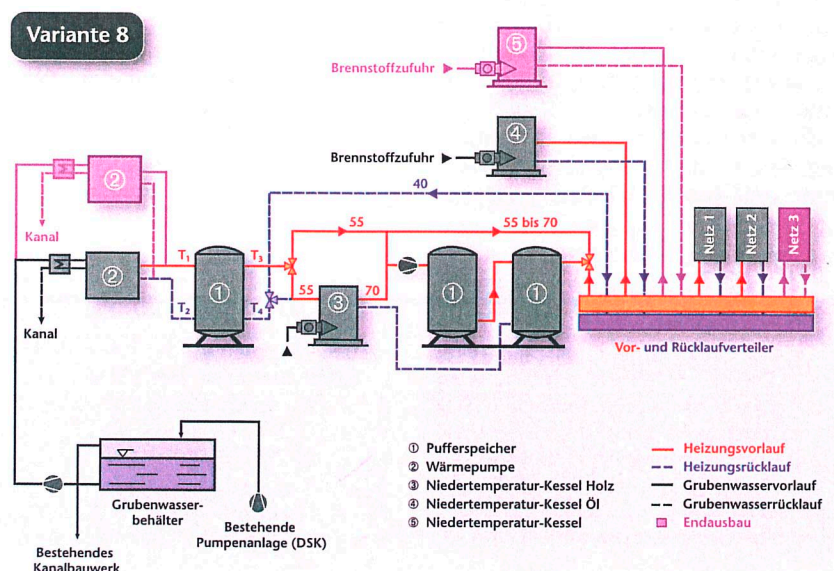 Variante 8
⑤
Brennstoffzufuhr
④
Brennstoffzufuhr
M
②
Kanal
M
②
Kanal
40
55
55 bis 70
T₁
T₃
T₂
T₄
①
55
③
70
①
①
Netz 1
Netz 2
Netz 3
Vor- und Rücklaufverteiler
Grubenwasser-
behälter
Bestehende
Pumpenanlage (DSK)
Bestehendes
Kanalbauwerk
① Pufferspeicher
② Wärmepumpe
③ Niedertemperatur-Kessel Holz
④ Niedertemperatur-Kessel Öl
⑤ Niedertemperatur-Kessel
Heizungsvorlauf
Heizungsrücklauf
Grubenwasservorlauf
Grubenwasserrücklauf
Endausbau